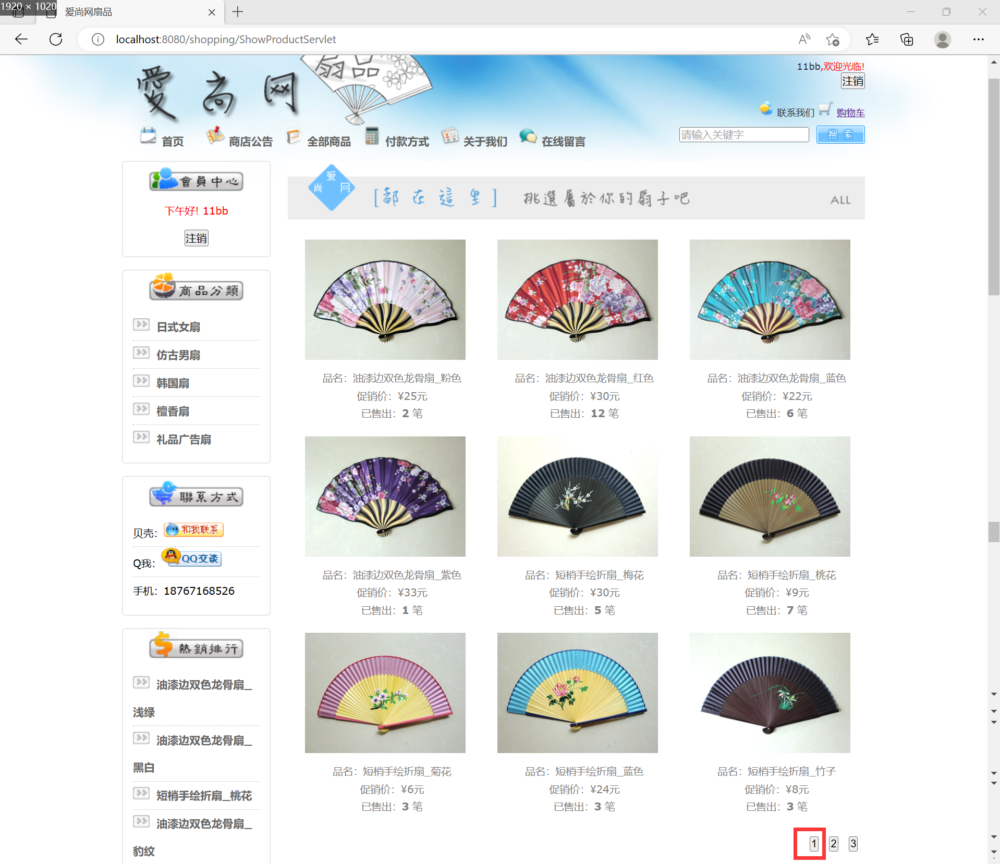 1920 × 1020
爱尚网扇品
localhost:8080/shopping/ShowProductServlet
愛尚网
扇品
11bb,欢迎光临!
注销
联系我们 购物车
首页 商店公告 全部商品 付款方式 关于我们 在线留言
请输入关键字 搜 索
會員中心
下午好! 11bb
注销
商品分類
日式女扇
仿古男扇
韩国扇
檀香扇
礼品广告扇
聯系方式
贝壳: 和我联系
Q我: QQ交谈
手机: 18767168526
熱銷排行
油漆边双色龙骨扇_
浅绿
油漆边双色龙骨扇_
黑白
短梢手绘折扇_桃花
油漆边双色龙骨扇_
豹纹
爱
尚 网
[都在這里] 挑選屬於你的扇子吧 ALL
品名：油漆边双色龙骨扇_粉色 品名：油漆边双色龙骨扇_红色 品名：油漆边双色龙骨扇_蓝色
促销价：¥25元 促销价：¥30元 促销价：¥22元
已售出：2 笔 已售出：12 笔 已售出：6 笔
品名：油漆边双色龙骨扇_紫色 品名：短梢手绘折扇_梅花 品名：短梢手绘折扇_桃花
促销价：¥33元 促销价：¥30元 促销价：¥9元
已售出：1 笔 已售出：5 笔 已售出：7 笔
品名：短梢手绘折扇_菊花 品名：短梢手绘折扇_蓝色 品名：短梢手绘折扇_竹子
促销价：¥6元 促销价：¥24元 促销价：¥8元
已售出：3 笔 已售出：3 笔 已售出：3 笔
1 2 3